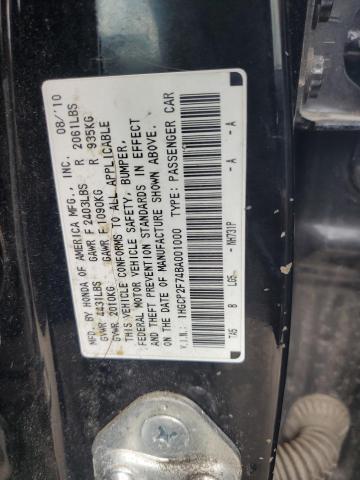 MFD. BY HONDA OF AMERICA MFG., INC. 08/'10
GVWR 4431LBS GAWR F 2403LBS R 2061LBS
GVWR 2010KG GAWR F 1090KG R 935KG
THIS VEHICLE CONFORMS TO ALL APPLICABLE
FEDERAL MOTOR VEHICLE SAFETY, BUMPER,
AND THEFT PREVENTION STANDARDS IN EFFECT
ON THE DATE OF MANUFACTURE SHOWN ABOVE.
V.I.N.: 1HGCP2F74BA001000 TYPE: PASSENGER CAR
TA5 B LG5 - NH731P - A - A